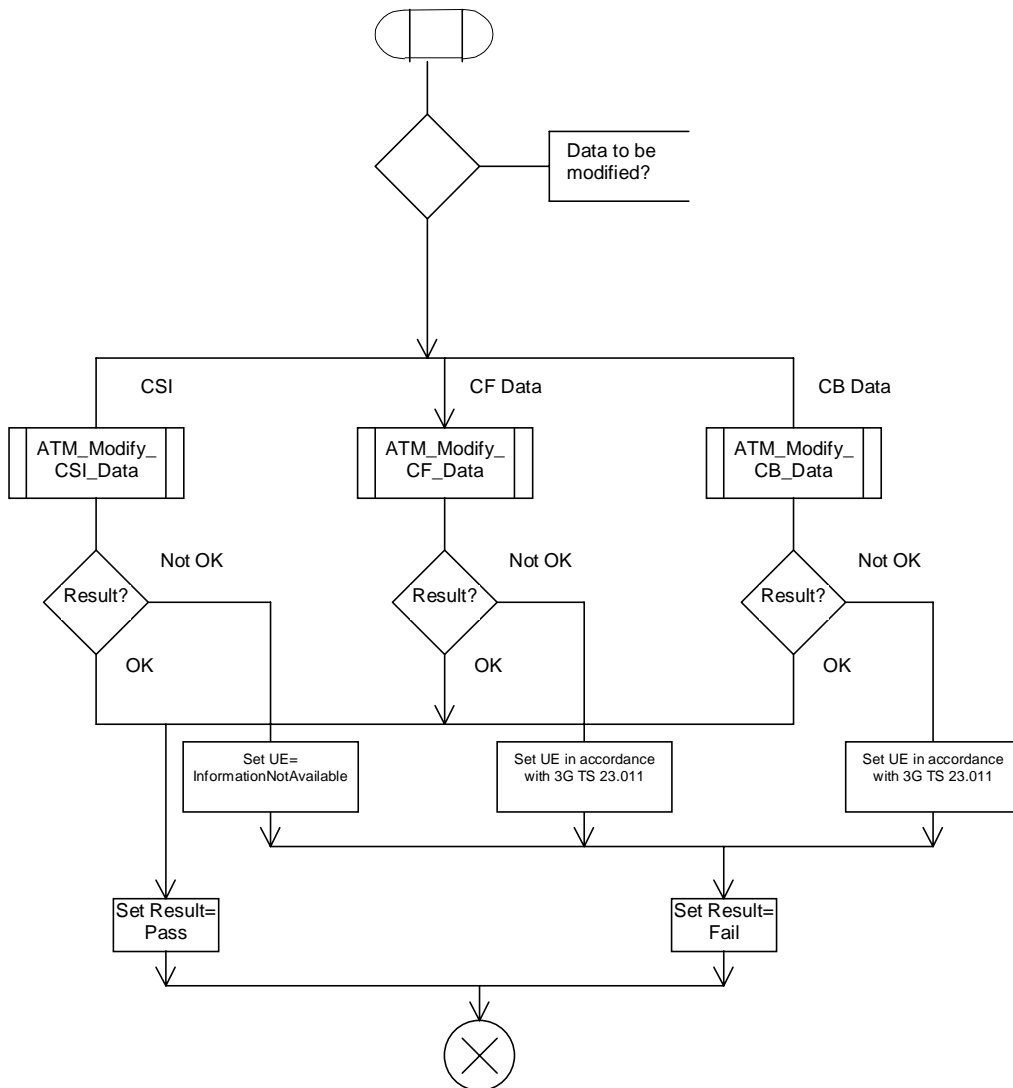 Data to be
modified?
CSI
CF Data
CB Data
ATM_Modify_
CSI_Data
ATM_Modify_
CF_Data
ATM_Modify_
CB_Data
Not OK
Not OK
Not OK
Result?
Result?
Result?
OK
OK
OK
Set UE=
InformationNotAvailable
Set UE in accordance
with 3G TS 23.011
Set UE in accordance
with 3G TS 23.011
Set Result=
Pass
Set Result=
Fail